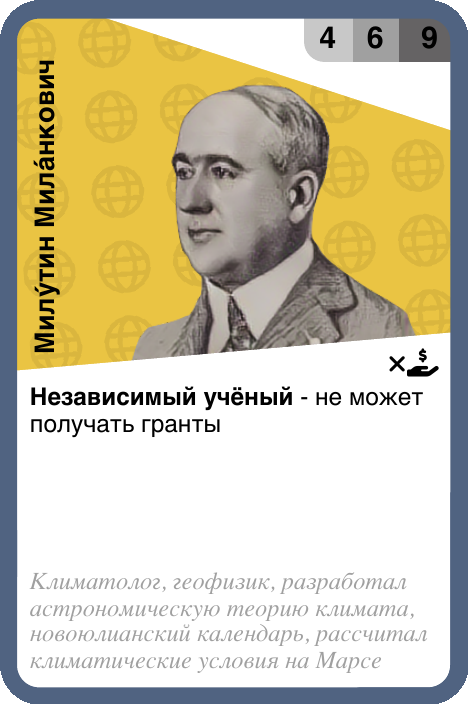 4 6 9
Милу́тин Мила́нкович
$
Независимый учёный - не может
получать гранты
Климатолог, геофизик, разработал
астрономическую теорию климата,
новоюлианский календарь, рассчитал
климатические условия на Марсе